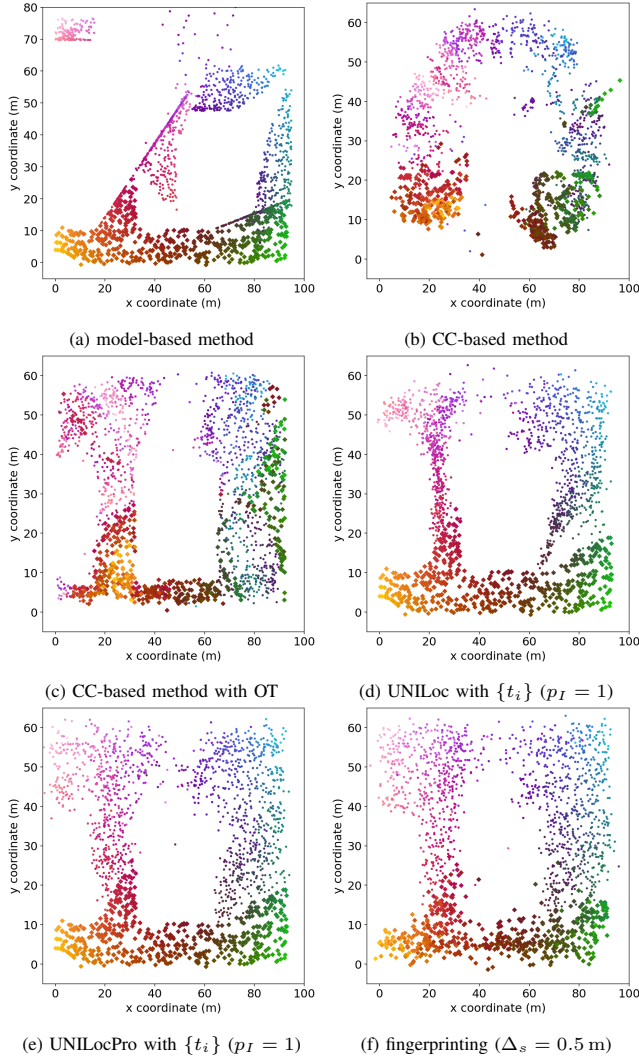 80
70
60
50
40
30
20
10
0
y coordinate (m)
0 20 40 60 80 100
x coordinate (m)
(a) model-based method
60
50
40
30
20
10
0
y coordinate (m)
0 20 40 60 80 100
x coordinate (m)
(b) CC-based method
60
50
40
30
20
10
0
y coordinate (m)
0 20 40 60 80 100
x coordinate (m)
(c) CC-based method with OT
60
50
40
30
20
10
0
y coordinate (m)
0 20 40 60 80 100
x coordinate (m)
(d) UNILoc with {t_i} (p_I = 1)
60
50
40
30
20
10
0
y coordinate (m)
0 20 40 60 80 100
x coordinate (m)
(e) UNILocPro with {t_i} (p_I = 1)
60
50
40
30
20
10
0
y coordinate (m)
0 20 40 60 80 100
x coordinate (m)
(f) fingerprinting (Δ_s = 0.5 m)